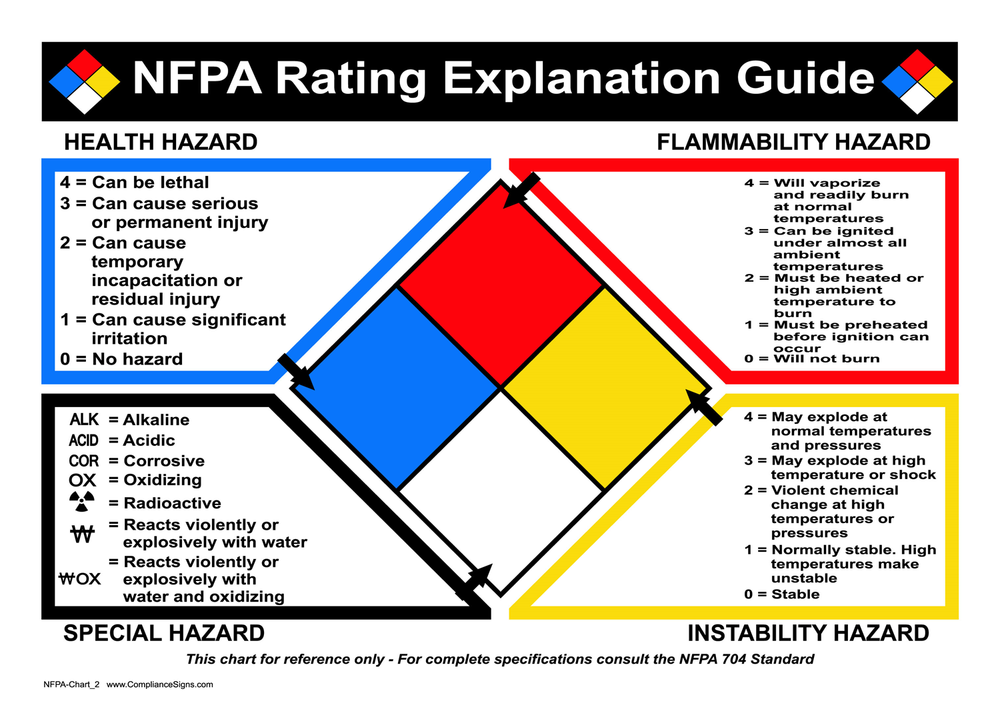 NFPA Rating Explanation Guide
HEALTH HAZARD
4 = Can be lethal
3 = Can cause serious
or permanent injury
2 = Can cause
temporary
incapacitation or
residual injury
1 = Can cause significant
irritation
0 = No hazard
FLAMMABILITY HAZARD
4 = Will vaporize
and readily burn
at normal
temperatures
3 = Can be ignited
under almost all
ambient
temperatures
2 = Must be heated or
high ambient
temperature to
burn
1 = Must be preheated
before ignition can
occur
0 = Will not burn
ALK = Alkaline
ACID = Acidic
COR = Corrosive
OX = Oxidizing
= Radioactive
W = Reacts violently or
explosively with water
= Reacts violently or
WOX explosively with
water and oxidizing
SPECIAL HAZARD
4 = May explode at
normal temperatures
and pressures
3 = May explode at high
temperature or shock
2 = Violent chemical
change at high
temperatures or
pressures
1 = Normally stable. High
temperatures make
unstable
0 = Stable
INSTABILITY HAZARD
This chart for reference only - For complete specifications consult the NFPA 704 Standard
NFPA-Chart_2 www.ComplianceSigns.com